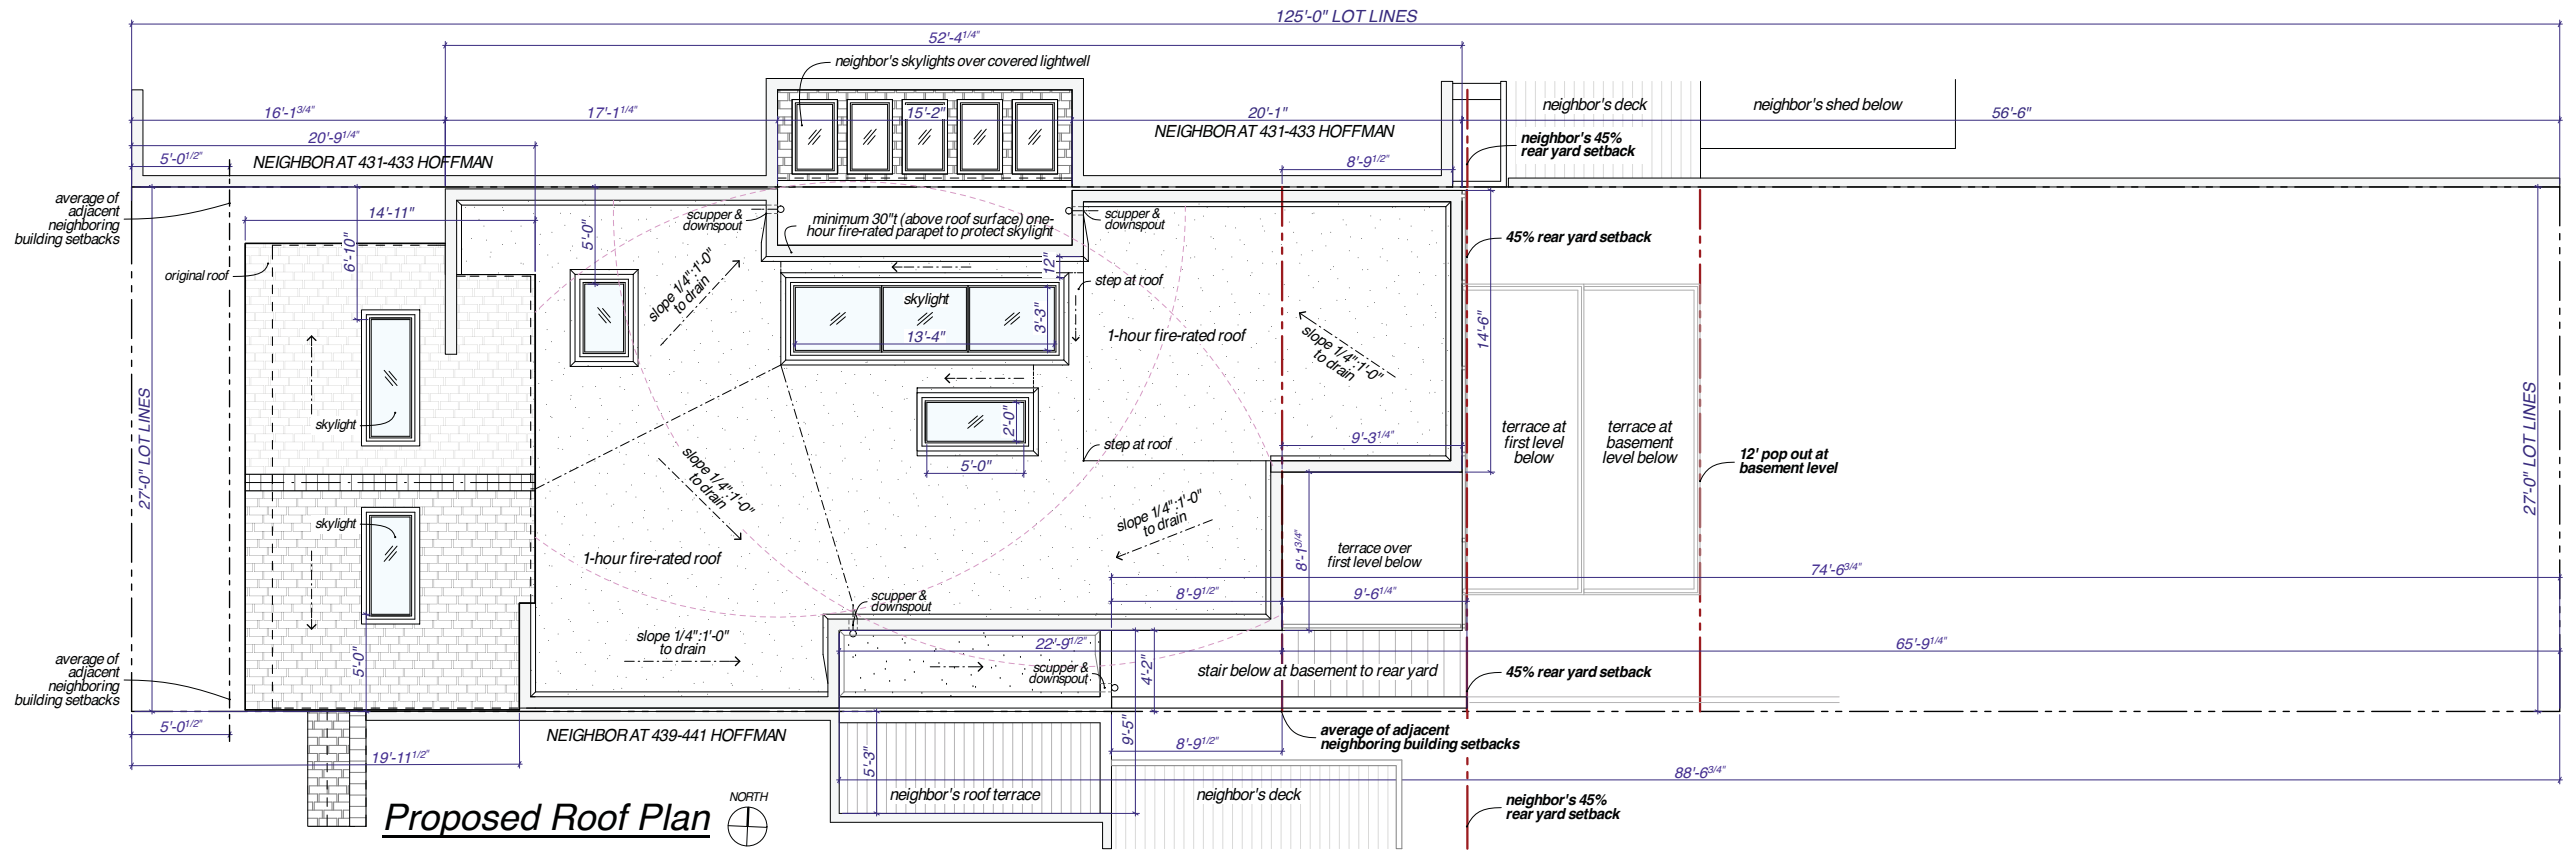 125'-0" LOT LINES
52'-4 1/4"
neighbor's skylights over covered lightwell
16'-1 3/4"
17'-1 1/4"
15'-2"
20'-1"
56'-6"
neighbor's deck
neighbor's shed below
20'-9 1/4"
NEIGHBOR AT 431-433 HOFFMAN
neighbor's 45%
rear yard setback
5'-0 1/2"
NEIGHBOR AT 431-433 HOFFMAN
8'-9 1/2"
average of
adjacent
neighboring
building setbacks
14'-11"
6'-10"
5'-0"
scupper &
downspout
minimum 30"t (above roof surface) one-
hour fire-rated parapet to protect skylight
scupper &
downspout
45% rear yard setback
original roof
slope 1/4":1'-0"
to drain
12"
step at roof
skylight
13'-4"
3'-3"
1-hour fire-rated roof
slope 1/4":1'-0"
to drain
14'-6"
27'-0" LOT LINES
skylight
2'-0"
5'-0"
step at roof
9'-3 1/4"
terrace at
first level
below
terrace at
basement
level below
12' pop out at
basement level
27'-0" LOT LINES
slope 1/4":1'-0"
to drain
slope 1/4":1'-0"
to drain
skylight
1-hour fire-rated roof
8'-1 3/4"
terrace over
first level below
74'-6 3/4"
scupper &
downspout
8'-9 1/2"
9'-6 1/4"
slope 1/4":1'-0"
to drain
22'-9 1/2"
65'-9 1/4"
average of
adjacent
neighboring
building setbacks
5'-0"
scupper &
downspout
4'-2"
stair below at basement to rear yard
45% rear yard setback
5'-0 1/2"
NEIGHBOR AT 439-441 HOFFMAN
9'-5"
8'-9 1/2"
average of adjacent
neighboring building setbacks
19'-11 1/2"
5'-3"
88'-6 3/4"
neighbor's roof terrace
neighbor's deck
neighbor's 45%
rear yard setback
Proposed Roof Plan
NORTH